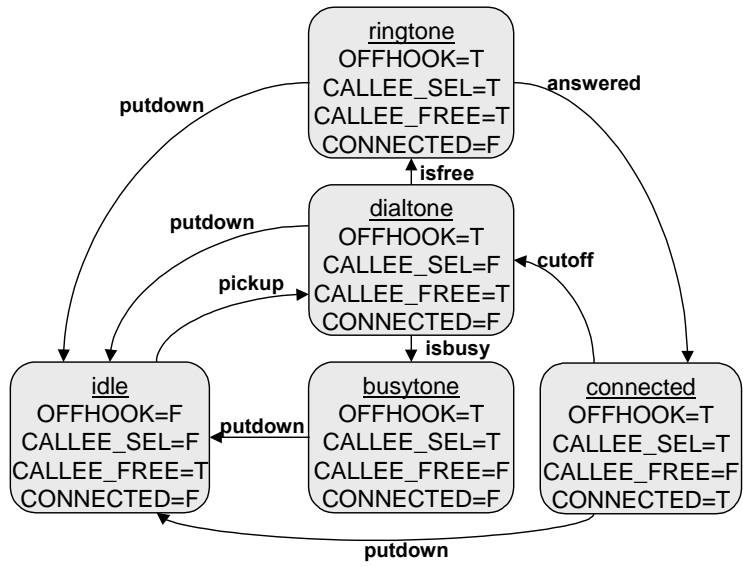 ringtone
OFFHOOK=T
CALLEE_SEL=T
CALLEE_FREE=T
CONNECTED=F
answered
putdown
isfree
dialtone
OFFHOOK=T
CALLEE_SEL=F
CALLEE_FREE=T
CONNECTED=F
putdown
pickup
cutoff
isbusy
idle
OFFHOOK=F
CALLEE_SEL=F
CALLEE_FREE=T
CONNECTED=F
putdown
busytone
OFFHOOK=T
CALLEE_SEL=T
CALLEE_FREE=F
CONNECTED=F
connected
OFFHOOK=T
CALLEE_SEL=T
CALLEE_FREE=F
CONNECTED=T
putdown